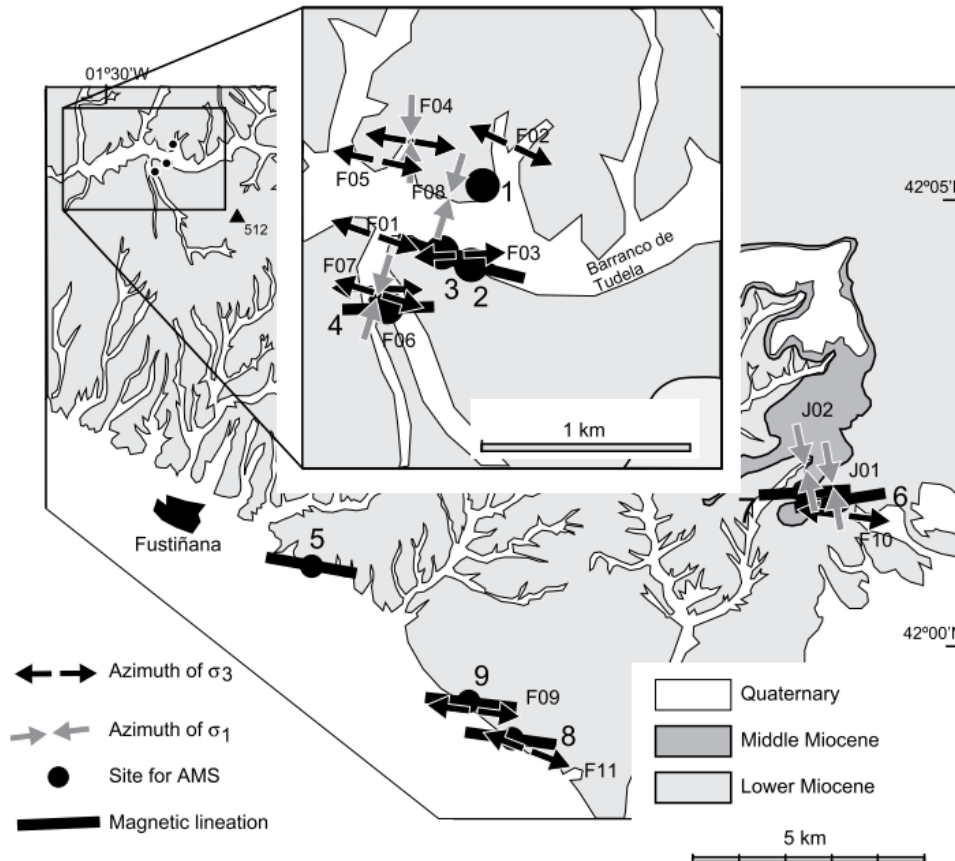 01º30'W
F04
F02
F05
F08
1
42º05'
512
F01
F03
Barranco de
Tudela
F07
3
2
4
F06
1 km
J02
J01
7
6
F10
Fustiñana
5
42º00'N
Azimuth of σ3
9
F09
Quaternary
Azimuth of σ1
8
Middle Miocene
Site for AMS
F11
Lower Miocene
Magnetic lineation
5 km